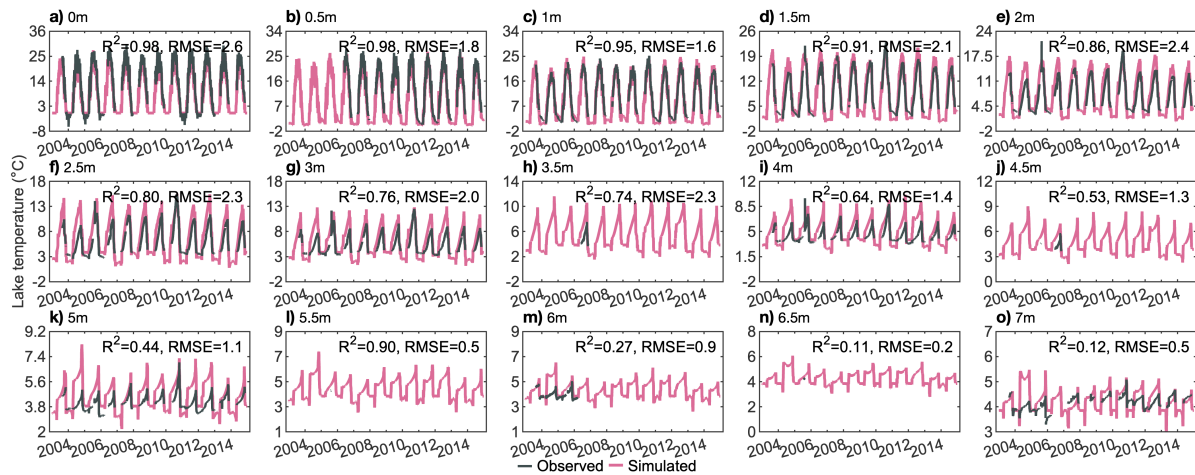 a) 0m
b) 0.5m
c) 1m
d) 1.5m
e) 2m
R2=0.98, RMSE=2.6
R2=0.98, RMSE=1.8
R2=0.95, RMSE=1.6
R2=0.91, RMSE=2.1
R2=0.86, RMSE=2.4
36
25
14
3
-8
34
25
16
7
-2
34
25
16
7
-2
26
19
12
5
-2
24
17.5
11
4.5
-2
2004 2006 2008 2010 2012 2014
2004 2006 2008 2010 2012 2014
2004 2006 2008 2010 2012 2014
2004 2006 2008 2010 2012 2014
2004 2006 2008 2010 2012 2014
Lake temperature (°C)
f) 2.5m
g) 3m
h) 3.5m
i) 4m
j) 4.5m
R2=0.80, RMSE=2.3
R2=0.76, RMSE=2.0
R2=0.74, RMSE=2.3
R2=0.64, RMSE=1.4
R2=0.53, RMSE=1.3
18
13
8
3
-2
18
13
8
3
-2
14
10
6
2
-2
12
8.5
5
1.5
-2
12
9
6
3
0
2004 2006 2008 2010 2012 2014
2004 2006 2008 2010 2012 2014
2004 2006 2008 2010 2012 2014
2004 2006 2008 2010 2012 2014
2004 2006 2008 2010 2012 2014
k) 5m
l) 5.5m
m) 6m
n) 6.5m
o) 7m
R2=0.44, RMSE=1.1
R2=0.90, RMSE=0.5
R2=0.27, RMSE=0.9
R2=0.11, RMSE=0.2
R2=0.12, RMSE=0.5
9.2
7.4
5.6
3.8
2
9
7
5
3
1
9
7
5
3
1
8
6
4
2
0
7
6
5
4
3
2004 2006 2008 2010 2012 2014
2004 2006 2008 2010 2012 2014
2004 2006 2008 2010 2012 2014
2004 2006 2008 2010 2012 2014
2004 2006 2008 2010 2012 2014
Observed Simulated